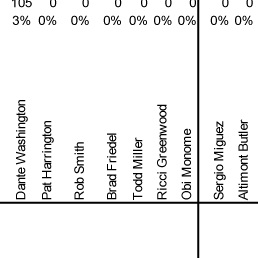 105 0 0 0 0 0 0 0 0
3% 0% 0% 0% 0% 0% 0% 0% 0%
Dante Washington
Pat Harrington
Rob Smith
Brad Friedel
Todd Miller
Ricci Greenwood
Obi Monome
Sergio Miguez
Altimont Butler